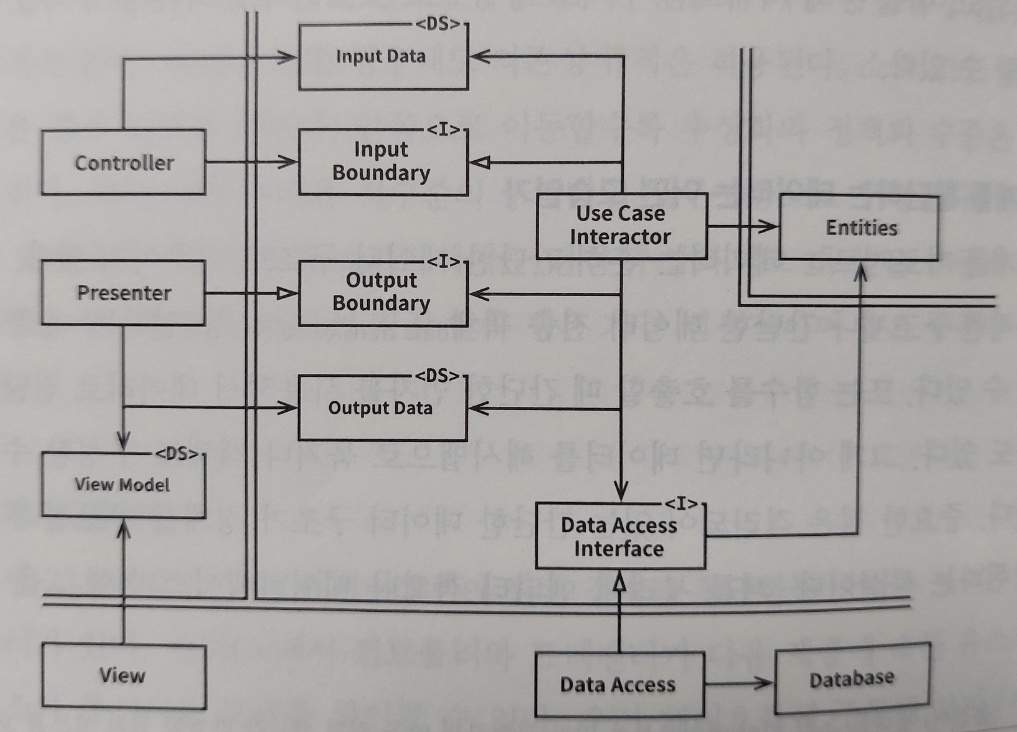 <DS>
Input Data
Controller
<I>
Input
Boundary
Use Case
Interactor
Entities
Presenter
<I>
Output
Boundary
<DS>
Output Data
<DS>
View Model
<I>
Data Access
Interface
View
Data Access
Database